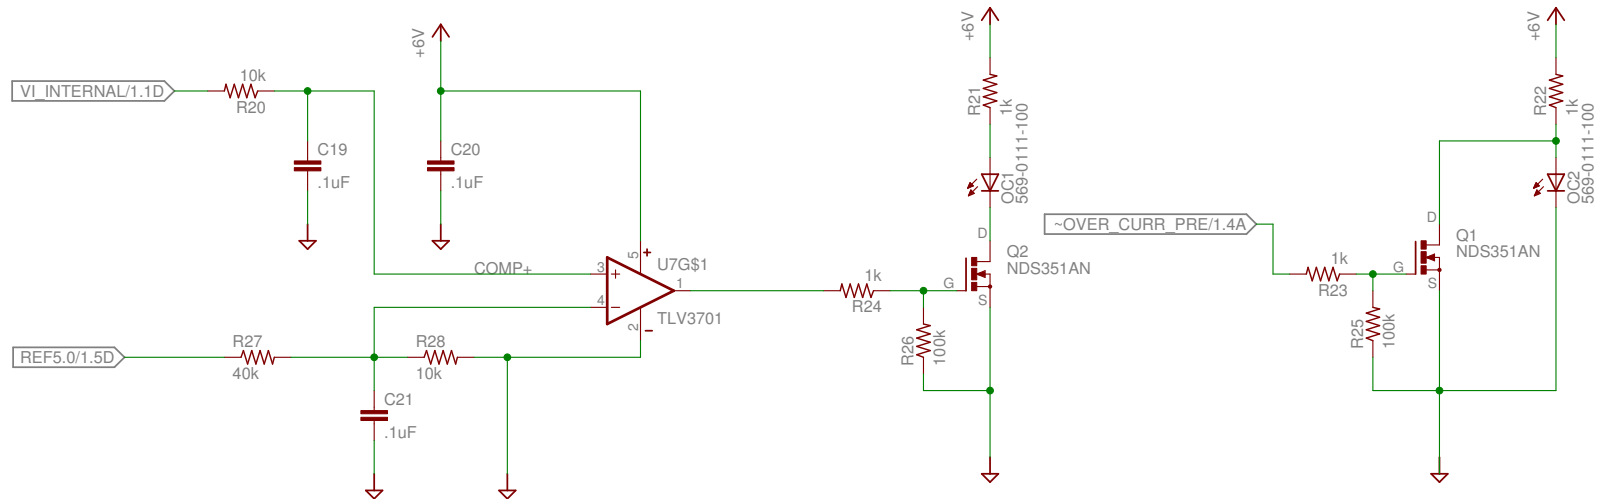 VI_INTERNAL/1.1D
10k
R20
C19
.1uF
+6V
C20
.1uF
COMP+
3
4
5
2
1
+
−
+
−
U7G$1
TLV3701
REF5.0/1.5D
R27
40k
R28
10k
C21
.1uF
1k
R24
R26
100k
+6V
R21
1k
OC1
569-0111-100
D
G
S
Q2
NDS351AN
~OVER_CURR_PRE/1.4A
1k
R23
R25
100k
+6V
R22
1k
OC2
569-0111-100
D
G
S
Q1
NDS351AN